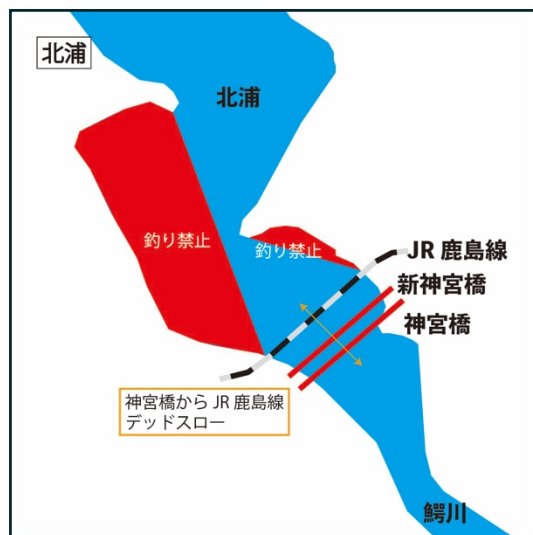 北浦
北浦
釣り禁止
釣り禁止
JR 鹿島線
新神宮橋
神宮橋
神宮橋から JR 鹿島線
デッドスロー
鰐川